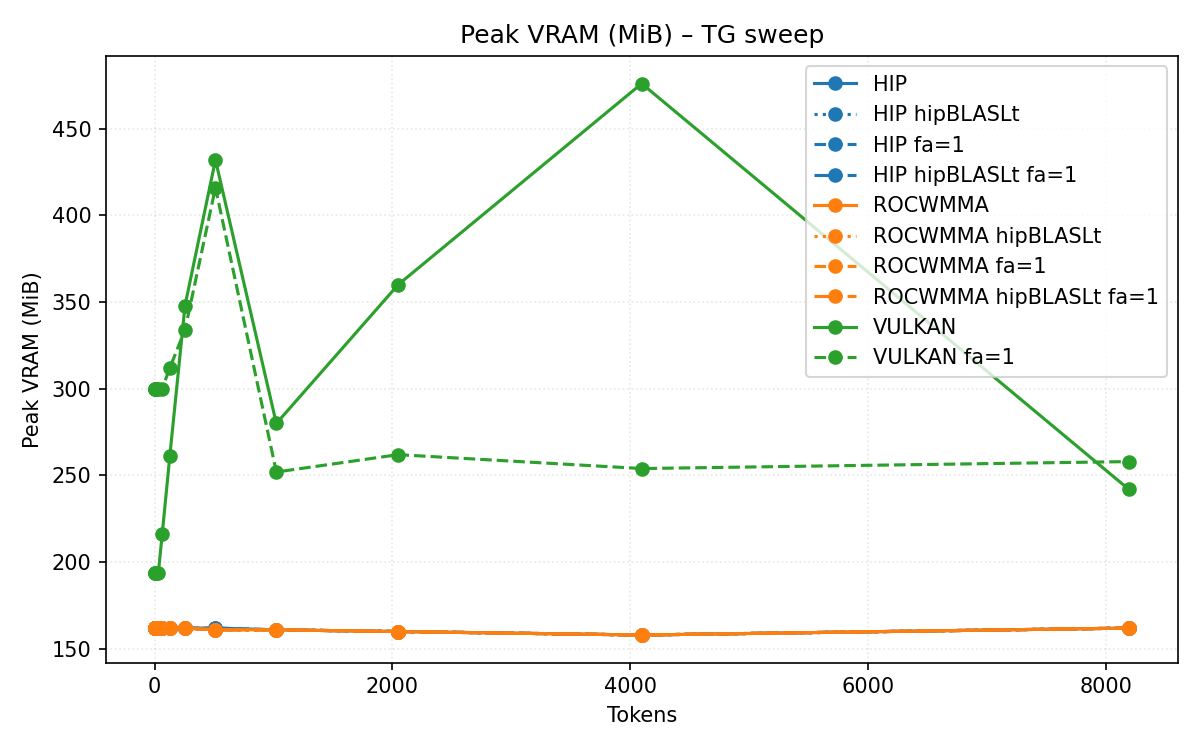 Peak VRAM (MiB) – TG sweep
Peak VRAM (MiB)
450
400
350
300
250
200
150
HIP
HIP hipBLASLt
HIP fa=1
HIP hipBLASLt fa=1
ROCWMMA
ROCWMMA hipBLASLt
ROCWMMA fa=1
ROCWMMA hipBLASLt fa=1
VULKAN
VULKAN fa=1
0 2000 4000 6000 8000
Tokens